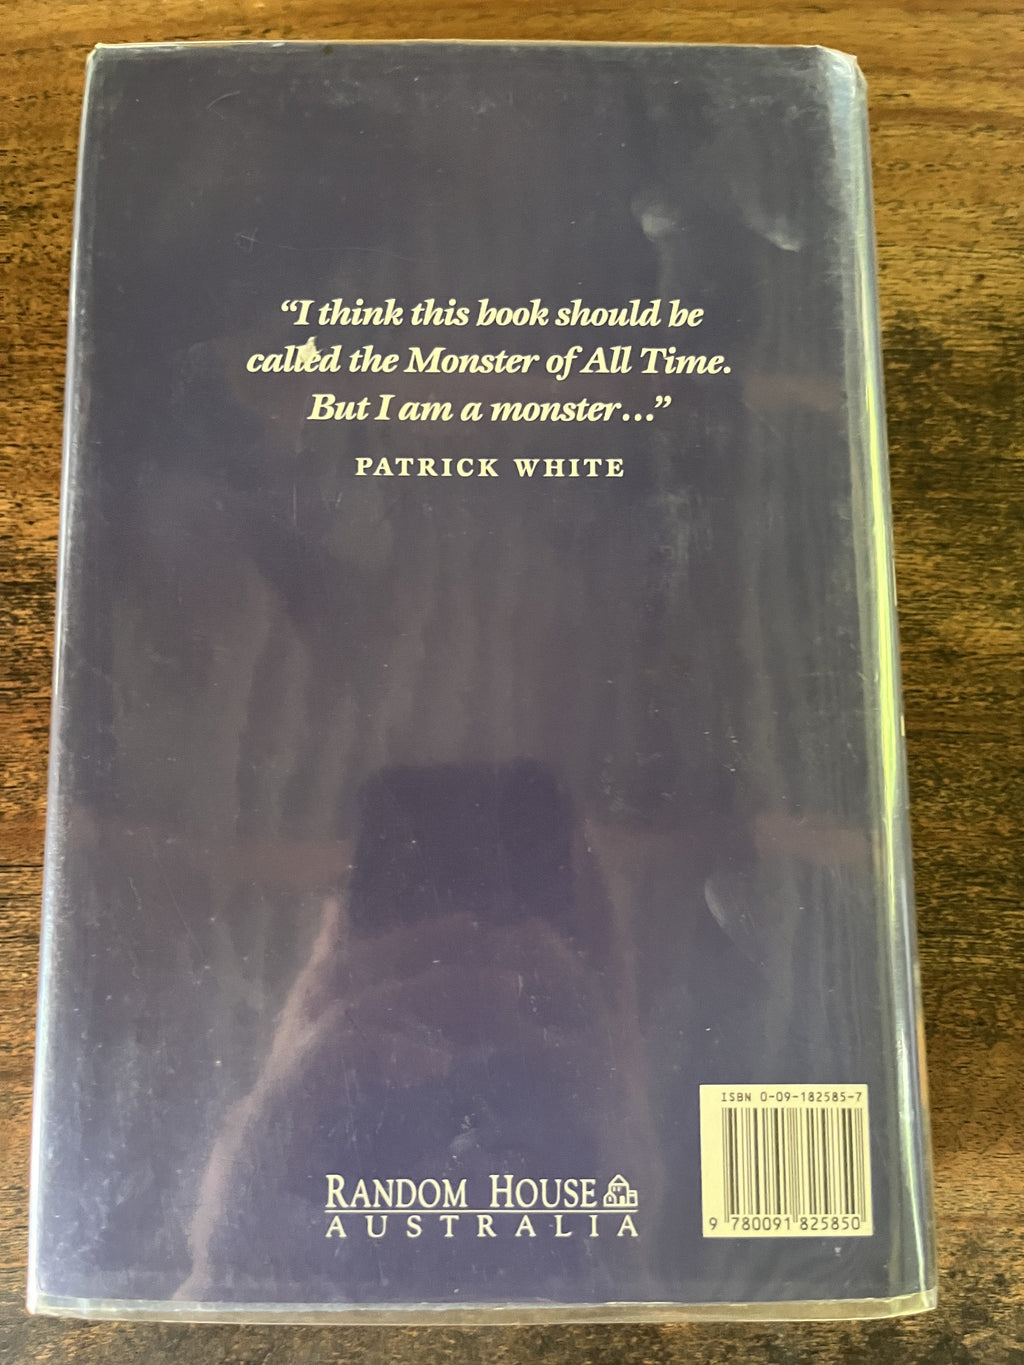 “I think this book should be
called the Monster of All Time.
But I am a monster...”
PATRICK WHITE
ISBN 0-09-182585-7
9 780091 825850
RANDOM HOUSE
AUSTRALIA